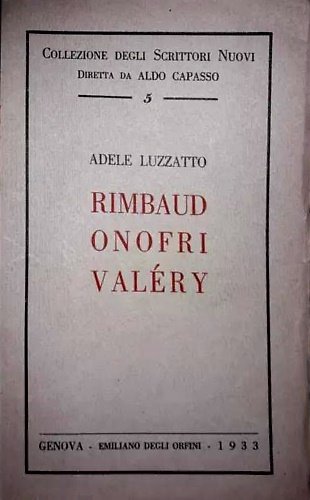 COLLEZIONE DEGLI SCRITTORI NUOVI
DIRETTA DA ALDO CAPASSO
5
ADELE LUZZATTO
RIMBAUD
ONOFRI
VALÉRY
GENOVA - EMILIANO DEGLI ORFINI - 1933